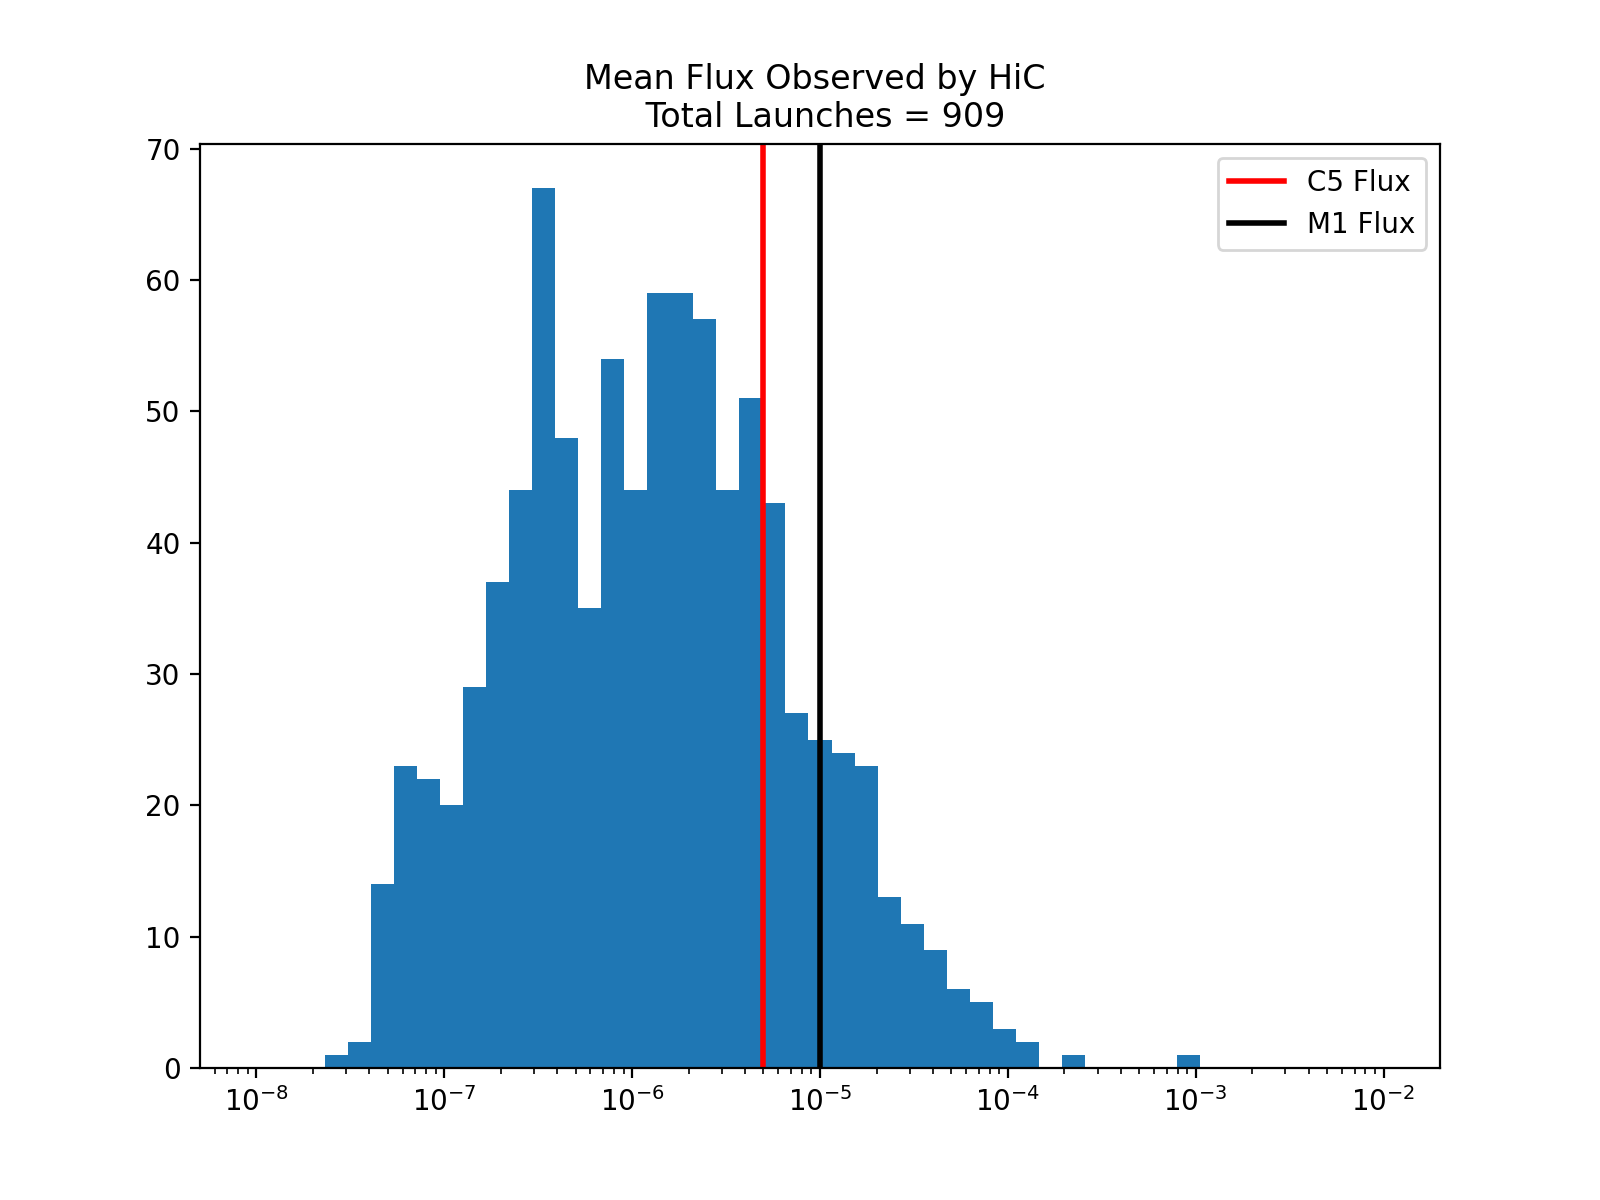 Mean Flux Observed by HiC
Total Launches = 909
70
60
50
40
30
20
10
0
C5 Flux
M1 Flux
10⁻⁸ 10⁻⁷ 10⁻⁶ 10⁻⁵ 10⁻⁴ 10⁻³ 10⁻²